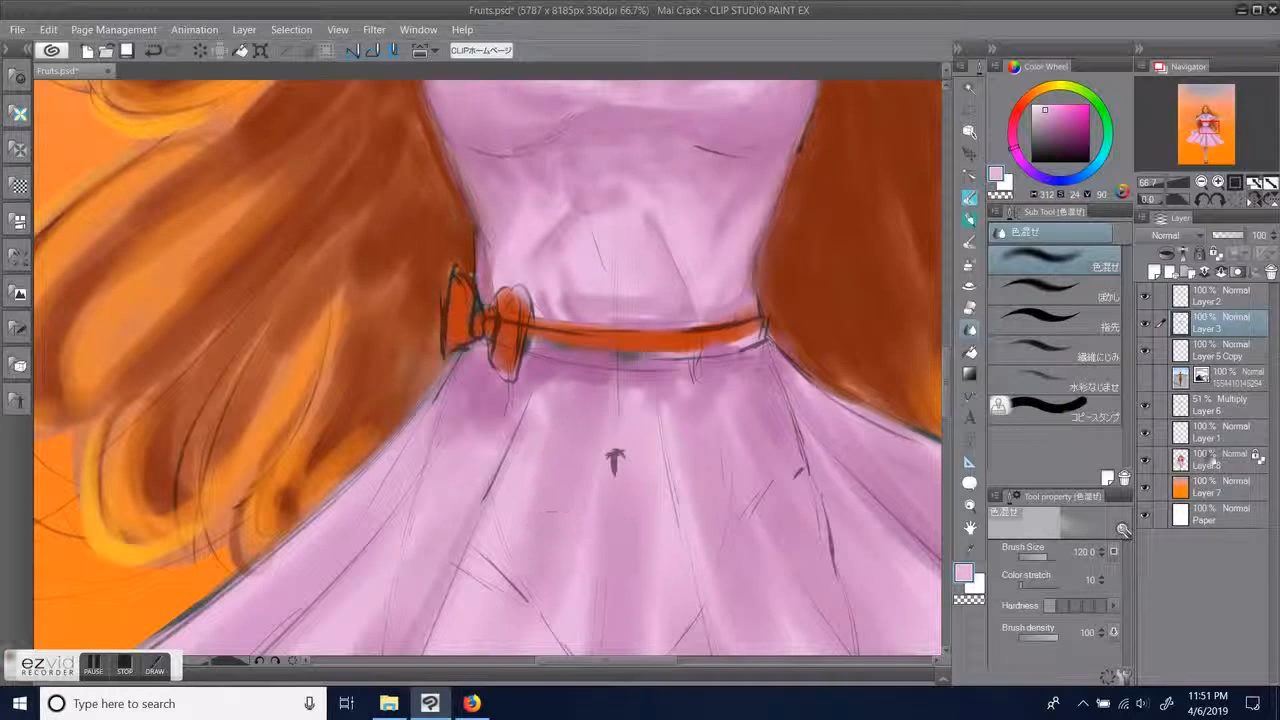 Fruits.psd* (5787 x 8185px 350dpi 66.7%) - Mai Crack - CLIP STUDIO PAINT EX
File Edit Page Management Animation Layer Selection View Filter Window Help
CLIPホームページ
Fruits.psd*
Color Wheel
Navigator
H 312 S 24 V 90
66.7
0.0
Sub Tool [色混ぜ]
色混ぜ
色混ぜ
ぼかし
指先
繊維にじみ
水彩なじませ
コピースタンプ
Layer
Normal 100
100 % Normal
Layer 2
100 % Normal
Layer 3
100 % Normal
Layer 5 Copy
100 % Normal
1554410145294
51 % Multiply
Layer 6
100 % Normal
Layer 1
100 % Normal
Layer 8
100 % Normal
Layer 7
100 % Normal
Paper
Tool property [色混ぜ]
色混ぜ
Brush Size 120.0
Color stretch 10
Hardness
Brush density 100
ezvid
RECORDER
PAUSE STOP DRAW
Type here to search
11:51 PM
4/6/2019